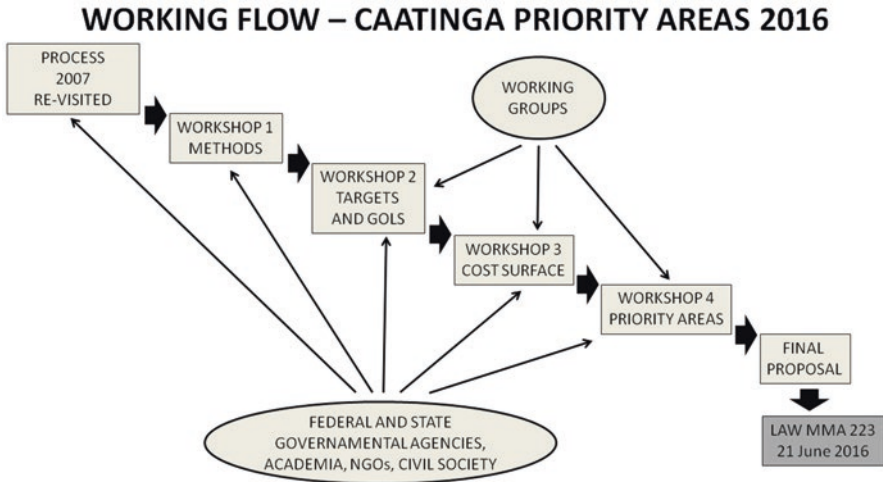 WORKING FLOW – CAATINGA PRIORITY AREAS 2016
PROCESS
2007
RE-VISITED
WORKING
GROUPS
WORKSHOP 1
METHODS
WORKSHOP 2
TARGETS
AND GOLS
WORKSHOP 3
COST SURFACE
WORKSHOP 4
PRIORITY AREAS
FINAL
PROPOSAL
FEDERAL AND STATE
GOVERNAMENTAL AGENCIES,
ACADEMIA, NGOs, CIVIL SOCIETY
LAW MMA 223
21 June 2016